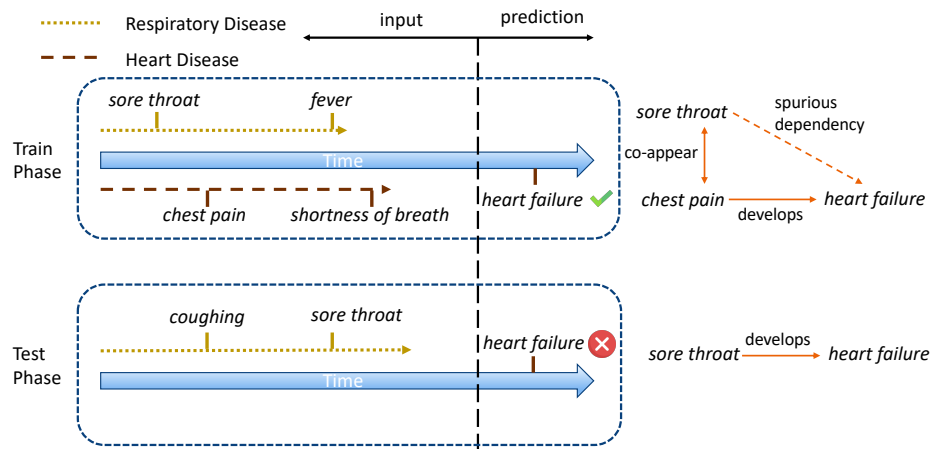 Respiratory Disease
Heart Disease
input
prediction
sore throat
fever
Train
Phase
Time
chest pain
shortness of breath
heart failure
sore throat
spurious
dependency
co-appear
chest pain
develops
heart failure
Test
Phase
coughing
sore throat
heart failure
Time
sore throat
develops
heart failure